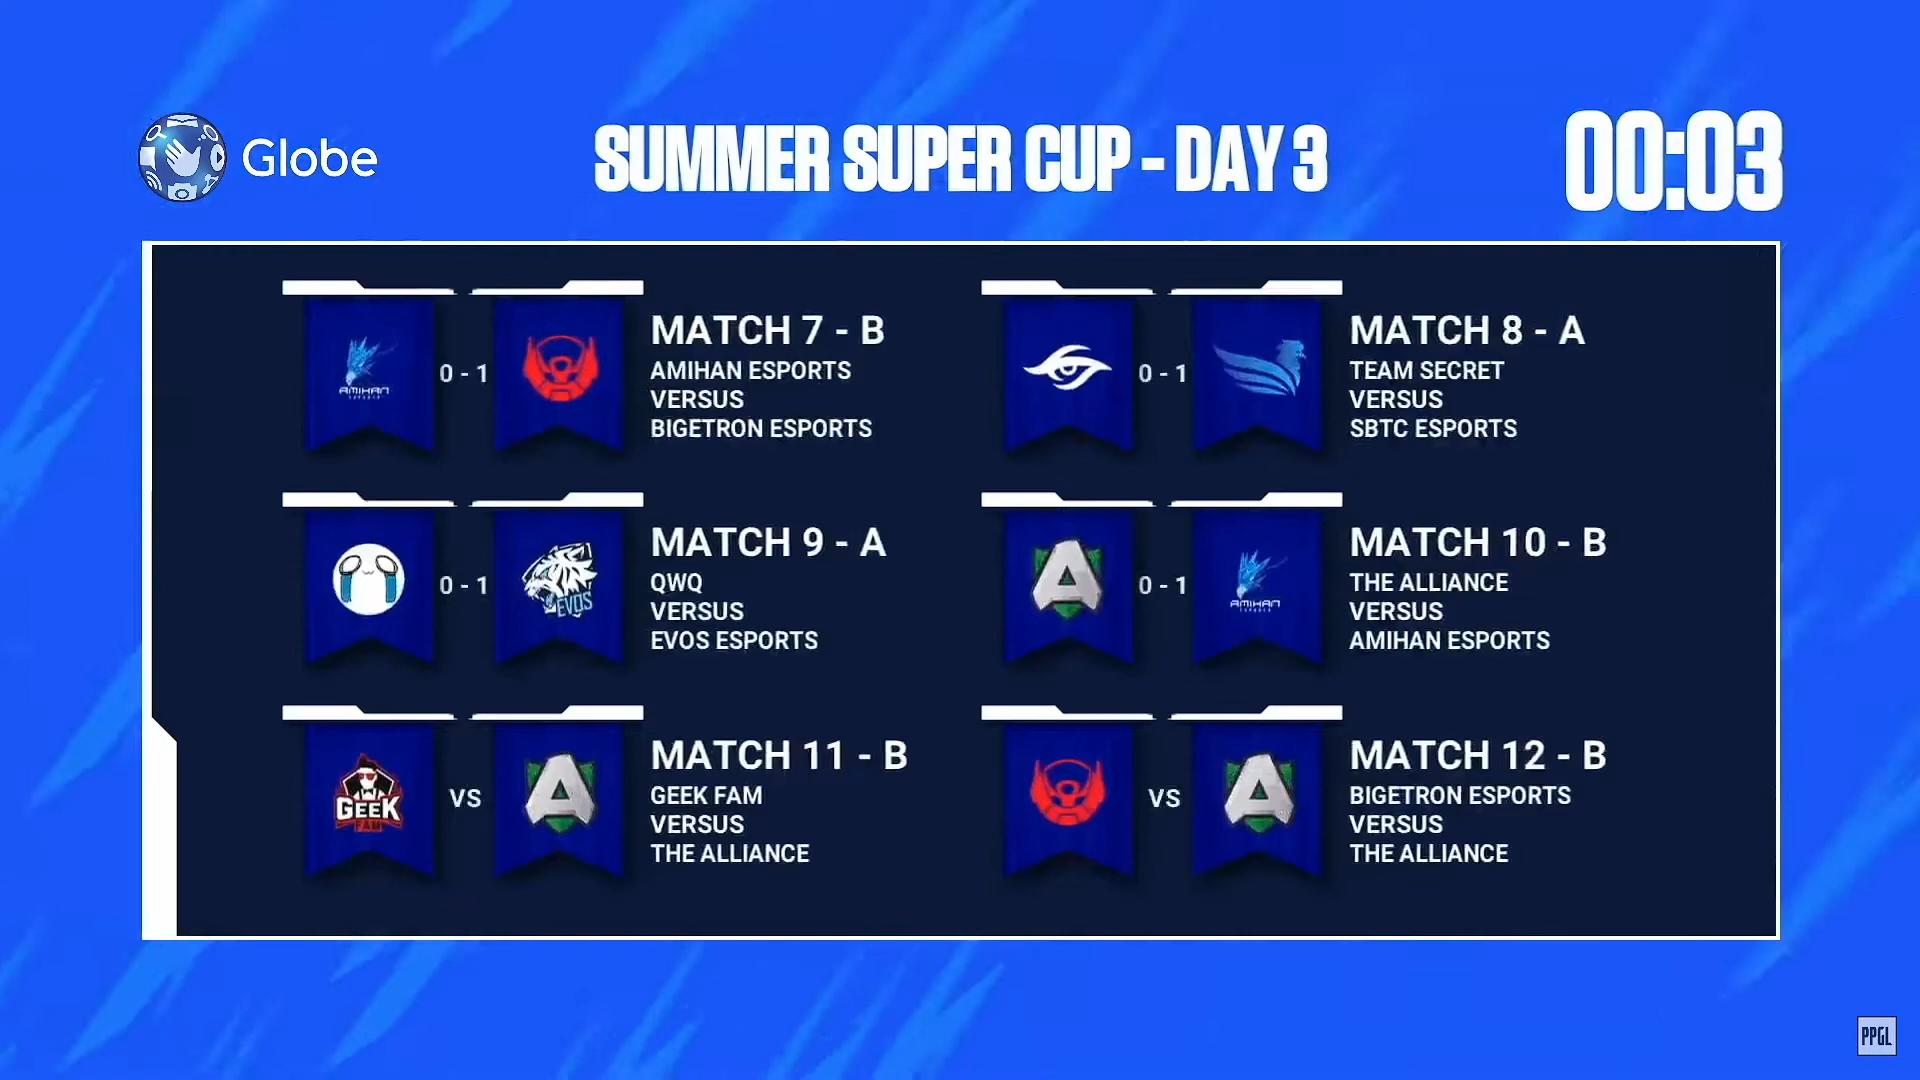 Globe
SUMMER SUPER CUP - DAY 3
00:03
AMIHAN
0 - 1
MATCH 7 - B
AMIHAN ESPORTS
VERSUS
BIGETRON ESPORTS
0 - 1
MATCH 8 - A
TEAM SECRET
VERSUS
SBTC ESPORTS
0 - 1
EVOS
MATCH 9 - A
QWQ
VERSUS
EVOS ESPORTS
A
0 - 1
AMIHAN
MATCH 10 - B
THE ALLIANCE
VERSUS
AMIHAN ESPORTS
GEEK
FAM
VS
A
MATCH 11 - B
GEEK FAM
VERSUS
THE ALLIANCE
VS
A
MATCH 12 - B
BIGETRON ESPORTS
VERSUS
THE ALLIANCE
PPGL